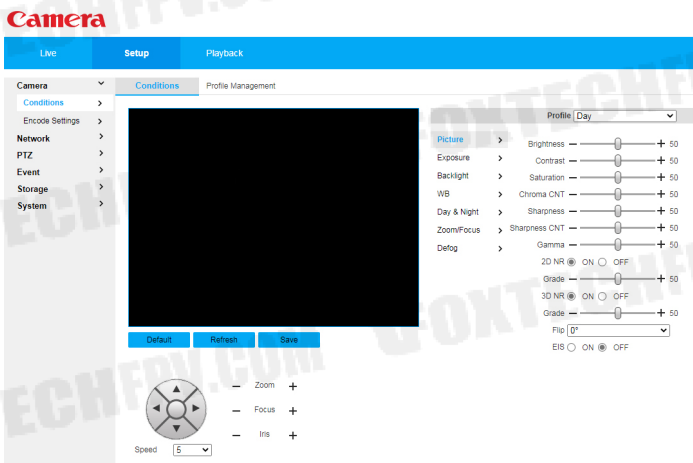 Camera
Live Setup Playback
Camera
Conditions
Encode Settings
Network
PTZ
Event
Storage
System
Conditions Profile Management
Default Refresh Save
Zoom
Focus
Iris
Speed 5
Picture
Exposure
Backlight
WB
Day & Night
Zoom/Focus
Defog
Profile Day
Brightness 50
Contrast 50
Saturation 50
Chroma CNT 50
Sharpness 50
Sharpness CNT 50
Gamma 50
2D NR ON OFF
Grade 50
3D NR ON OFF
Grade 50
Flip 0°
EIS ON OFF